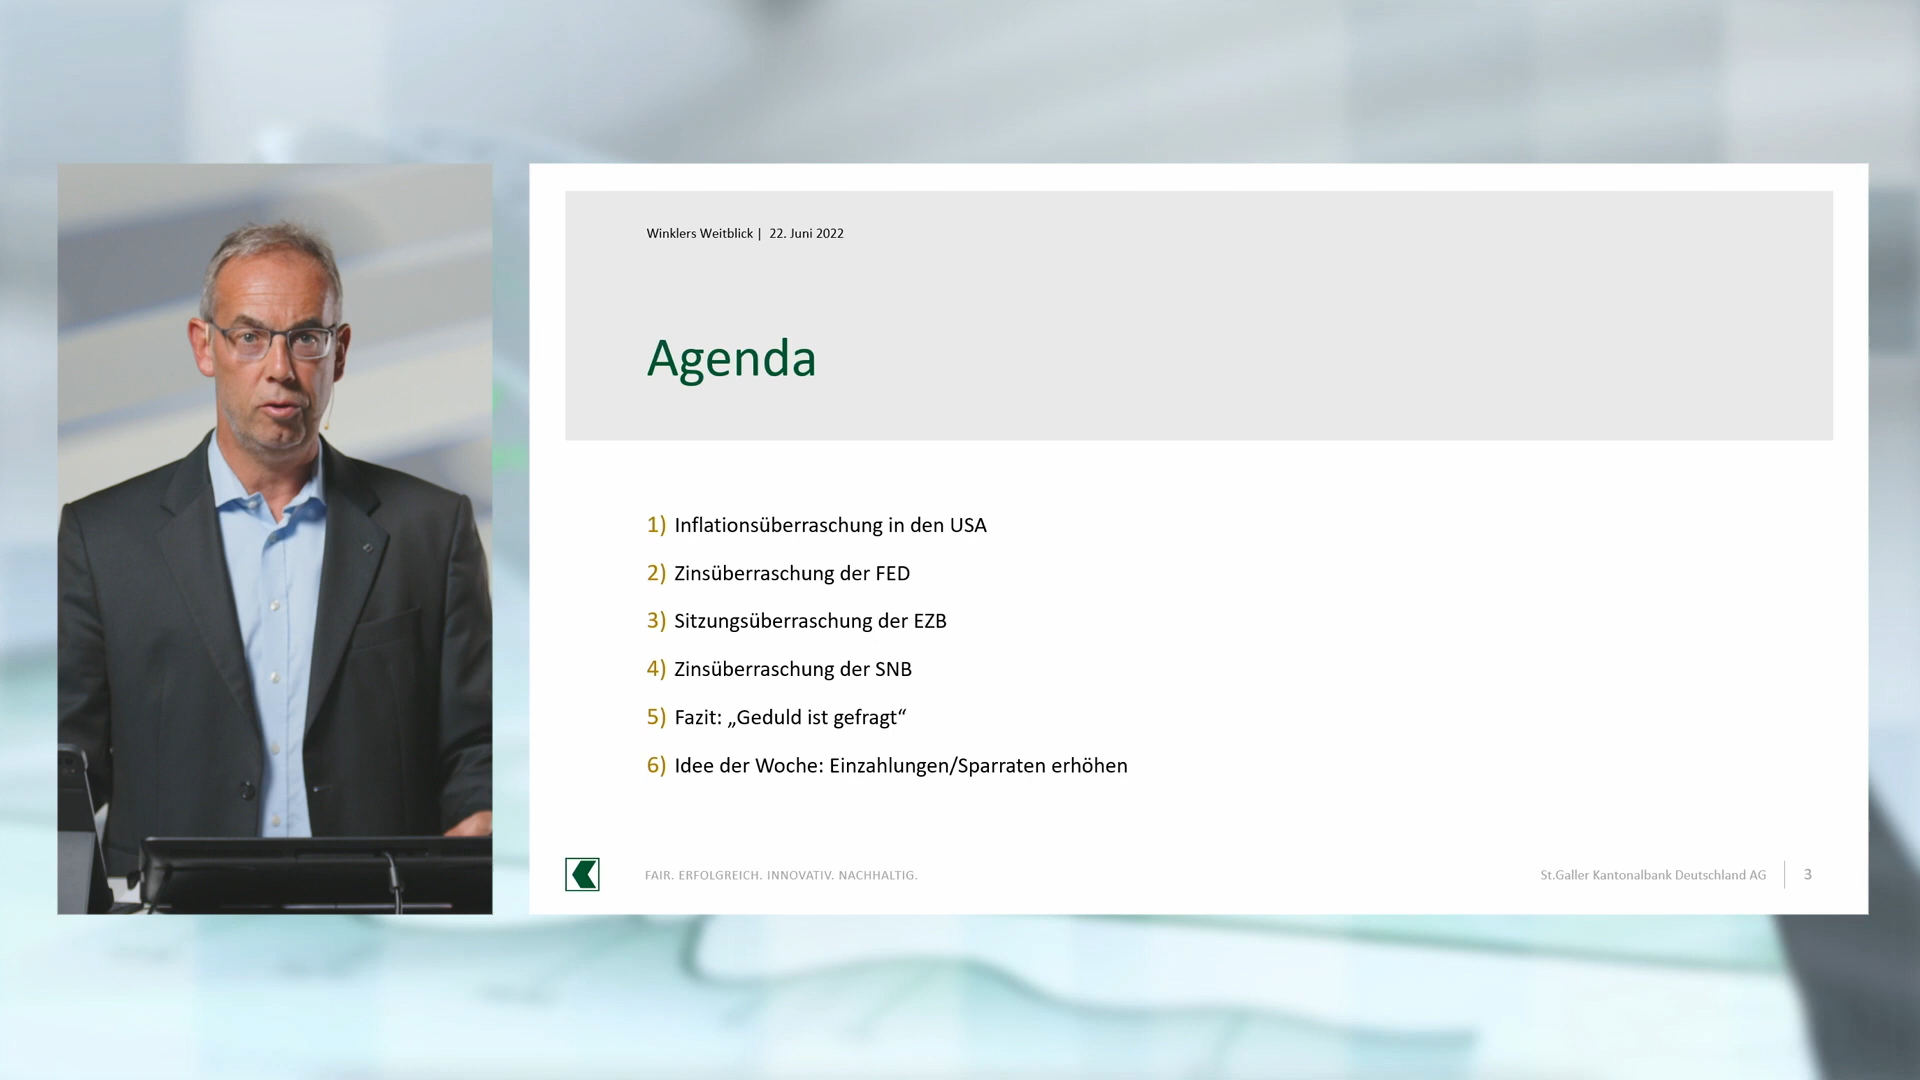 Winklers Weitblick | 22. Juni 2022
Agenda
1) Inflationsüberraschung in den USA
2) Zinsüberraschung der FED
3) Sitzungsüberraschung der EZB
4) Zinsüberraschung der SNB
5) Fazit: „Geduld ist gefragt“
6) Idee der Woche: Einzahlungen/Sparraten erhöhen
FAIR. ERFOLGREICH. INNOVATIV. NACHHALTIG.
St.Galler Kantonalbank Deutschland AG | 3